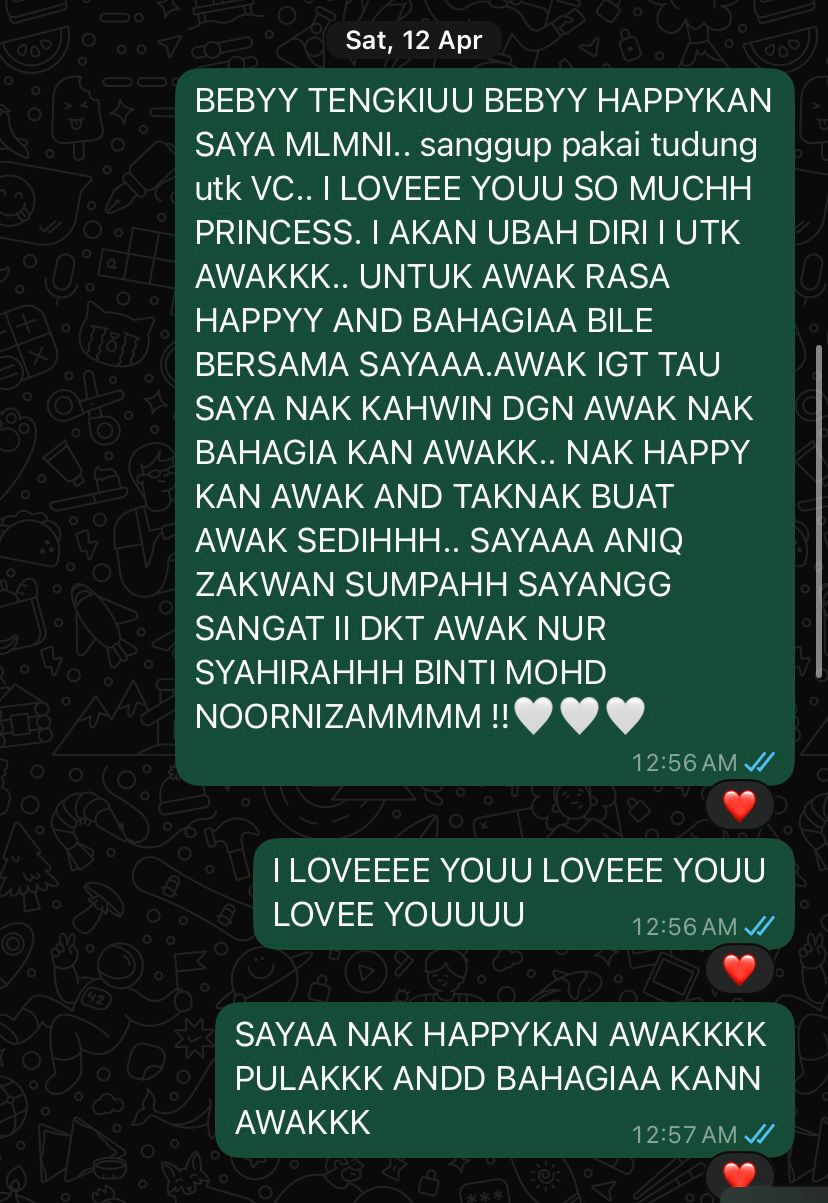 Sat, 12 Apr
BEBYY TENGKIUU BEBYY HAPPYKAN
SAYA MLMNI.. sanggup pakai tudung
utk VC.. I LOVEEE YOUU SO MUCHH
PRINCESS. I AKAN UBAH DIRI I UTK
AWAKKK.. UNTUK AWAK RASA
HAPPYY AND BAHAGIAA BILE
BERSAMA SAYAAA.AWAK IGT TAU
SAYA NAK KAHWIN DGN AWAK NAK
BAHAGIA KAN AWAKK.. NAK HAPPY
KAN AWAK AND TAKNAK BUAT
AWAK SEDIHHH.. SAYAAA ANIQ
ZAKWAN SUMPAHH SAYANGG
SANGAT II DKT AWAK NUR
SYAHIRAHHH BINTI MOHD
NOORNIZAMMMM !!🤍🤍🤍
12:56 AM
❤️
I LOVEEEE YOUU LOVEEE YOUU
LOVEE YOUUUU
12:56 AM
❤️
SAYAA NAK HAPPYKAN AWAKKKK
PULAKKK ANDD BAHAGIAA KANN
AWAKKK
12:57 AM
❤️